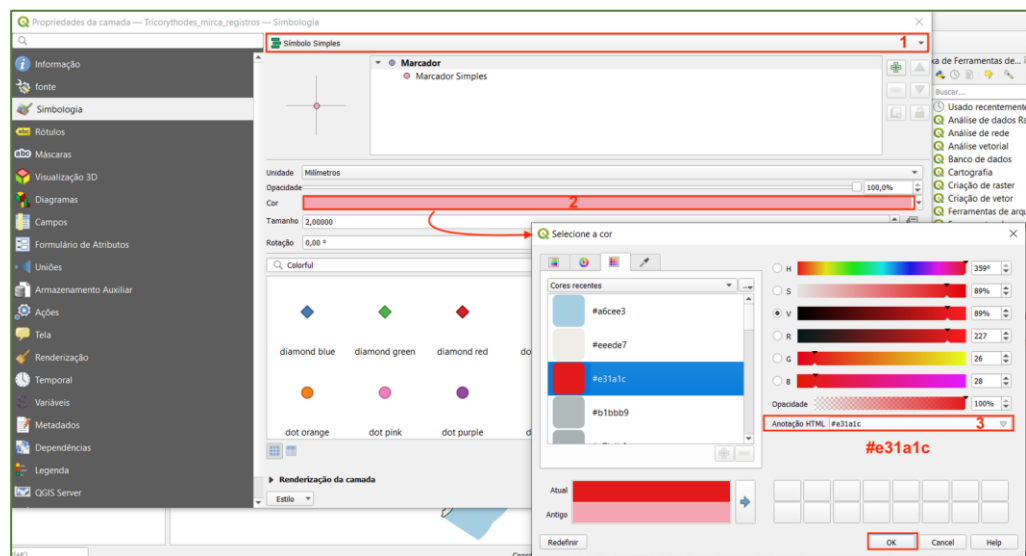 Propriedades da camada — Tricorythodes_mirca_registros — Simbologia
Informação
fonte
Simbologia
Rótulos
Máscaras
Visualização 3D
Diagramas
Campos
Formulário de Atributos
Uniões
Armazenamento Auxiliar
Ações
Tela
Renderização
Temporal
Variáveis
Metadados
Dependências
Legenda
QGIS Server
Símbolo Simples 1
Marcador
Marcador Simples
Unidade Milímetros
Opacidade 100,0%
Cor 2
Tamanho 2,00000
Rotação 0,00 °
Colorful
diamond blue diamond green diamond red
dot orange dot pink dot purple
Renderização da camada
Estilo
xa de Ferramentas de...
Buscar...
Usado recentemente
Análise de dados Ra
Análise de rede
Análise vetorial
Banco de dados
Cartografia
Criação de raster
Criação de vetor
Ferramentas de arqu
Selecione a cor
Cores recentes
#a6cee3
#eeede7
#e31a1c
#b1bbb9
H 359°
S 89%
V 89%
R 227
G 26
B 28
Opacidade 100%
Anotação HTML #e31a1c 3
#e31a1c
Atual
Antigo
Redefinir
OK Cancel Help